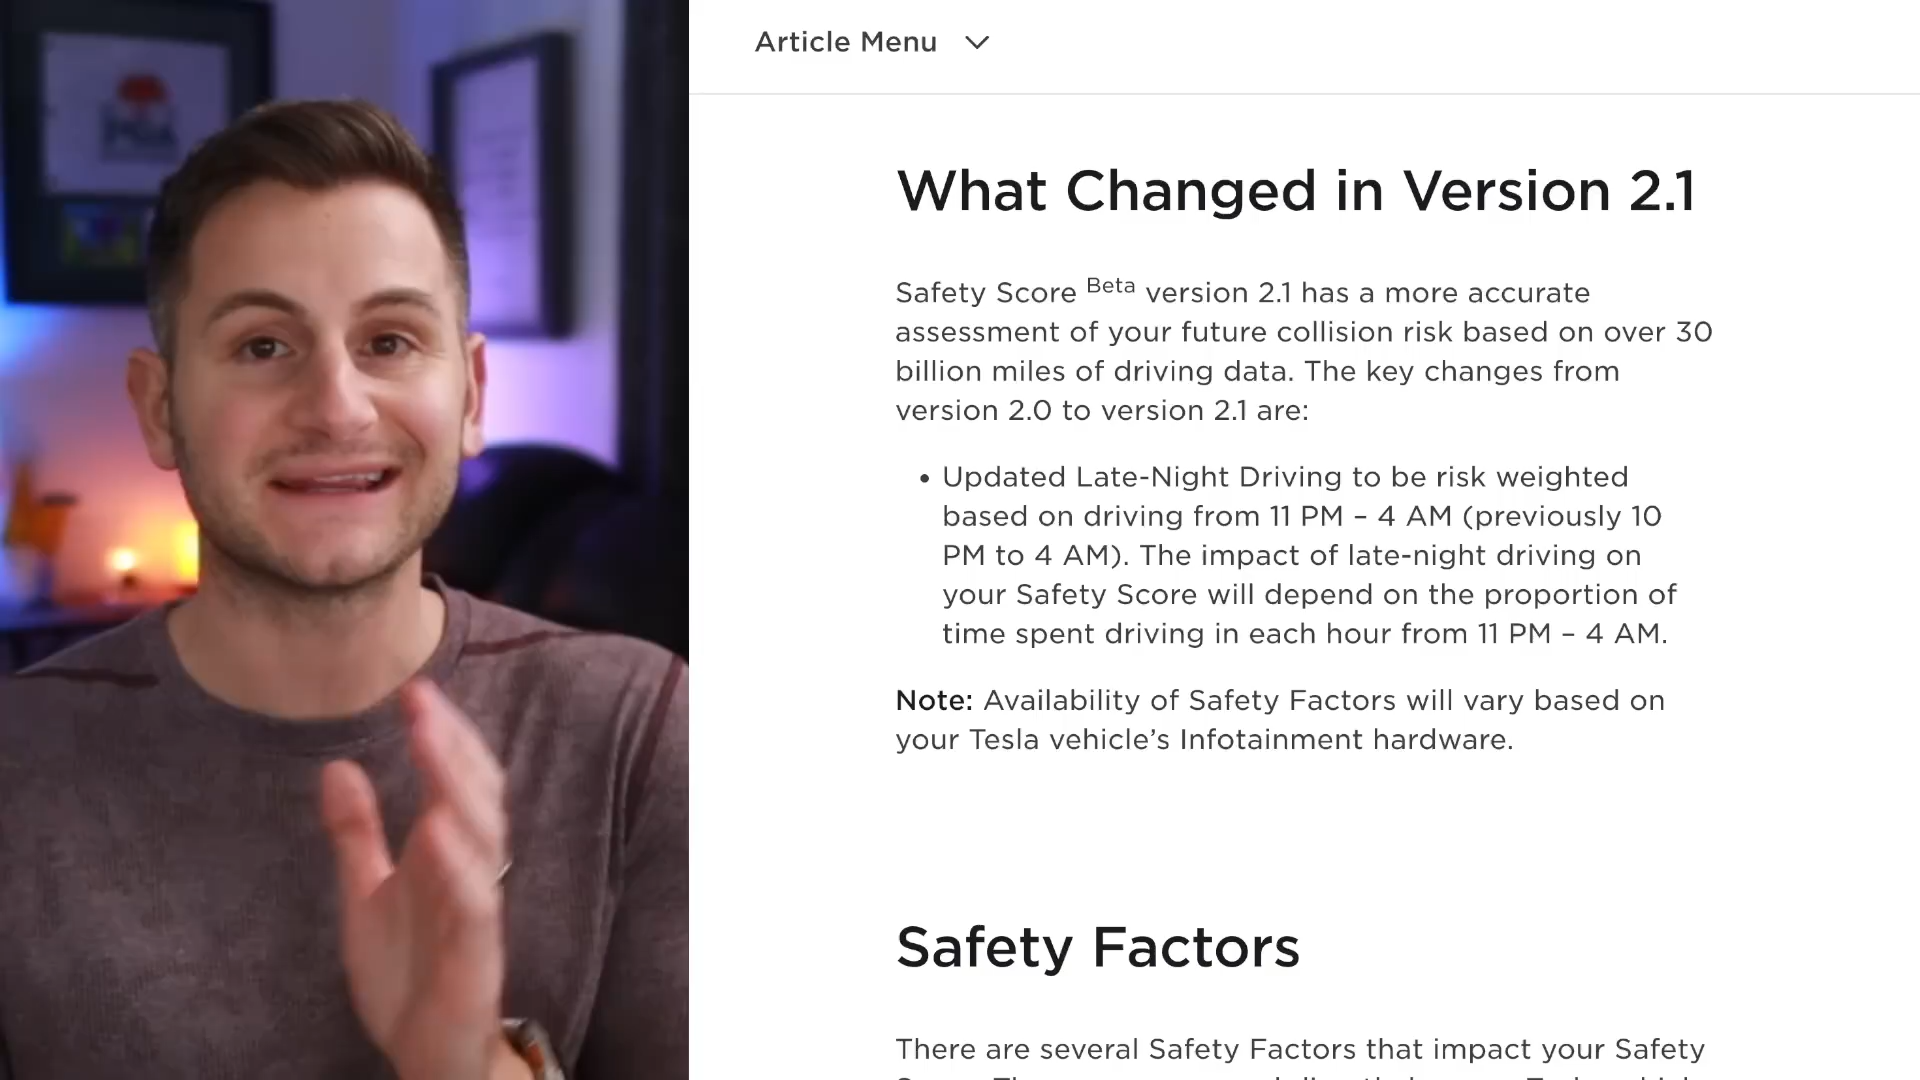 Article Menu
What Changed in Version 2.1
Safety Score Beta version 2.1 has a more accurate
assessment of your future collision risk based on over 30
billion miles of driving data. The key changes from
version 2.0 to version 2.1 are:
• Updated Late-Night Driving to be risk weighted
based on driving from 11 PM – 4 AM (previously 10
PM to 4 AM). The impact of late-night driving on
your Safety Score will depend on the proportion of
time spent driving in each hour from 11 PM – 4 AM.
Note: Availability of Safety Factors will vary based on
your Tesla vehicle’s Infotainment hardware.
Safety Factors
There are several Safety Factors that impact your Safety